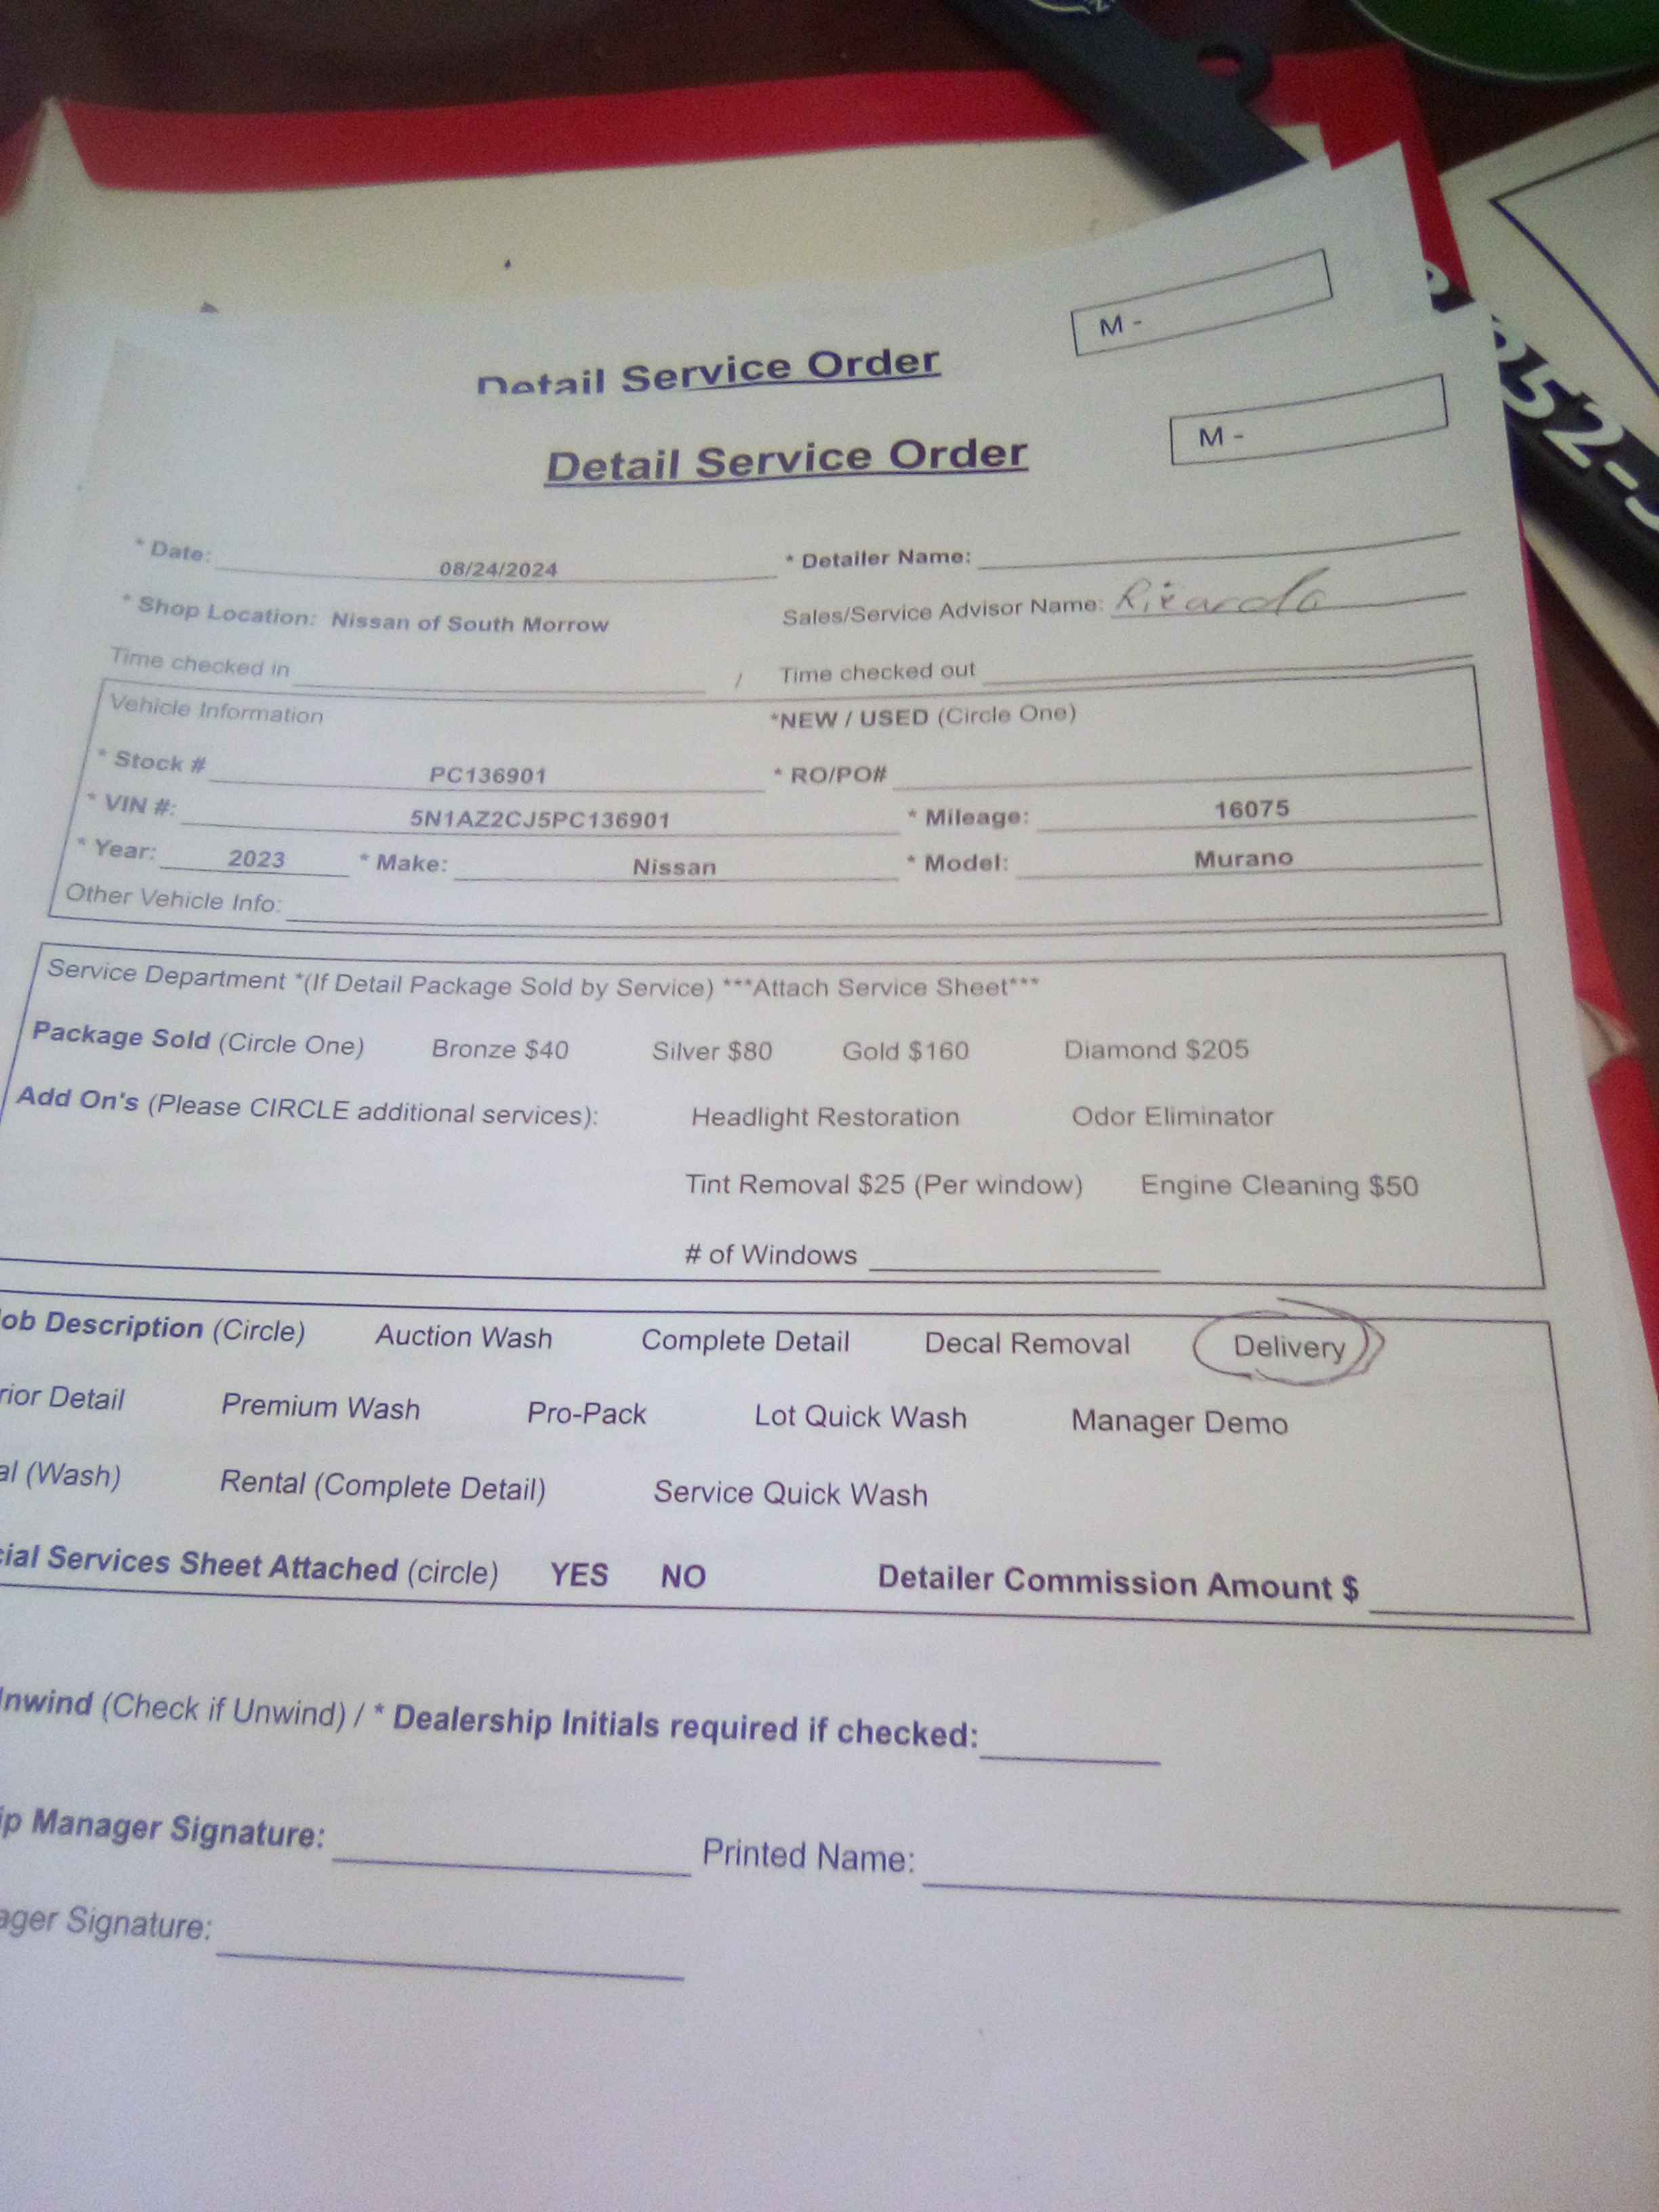 Detail Service Order
M -
Detail Service Order
M -
* Date: 08/24/2024 * Detailer Name:
* Shop Location: Nissan of South Morrow Sales/Service Advisor Name: Ricardo
Time checked in / Time checked out
Vehicle Information *NEW / USED (Circle One)
* Stock # PC136901 * RO/PO#
* VIN #: 5N1AZ2CJ5PC136901 * Mileage: 16075
* Year: 2023 * Make: Nissan * Model: Murano
Other Vehicle Info:
Service Department *(If Detail Package Sold by Service) ***Attach Service Sheet***
Package Sold (Circle One) Bronze $40 Silver $80 Gold $160 Diamond $205
Add On's (Please CIRCLE additional services): Headlight Restoration Odor Eliminator
Tint Removal $25 (Per window) Engine Cleaning $50
# of Windows
ob Description (Circle) Auction Wash Complete Detail Decal Removal Delivery
rior Detail Premium Wash Pro-Pack Lot Quick Wash Manager Demo
al (Wash) Rental (Complete Detail) Service Quick Wash
cial Services Sheet Attached (circle) YES NO Detailer Commission Amount $
nwind (Check if Unwind) / * Dealership Initials required if checked:
ip Manager Signature: Printed Name:
ager Signature:
52-